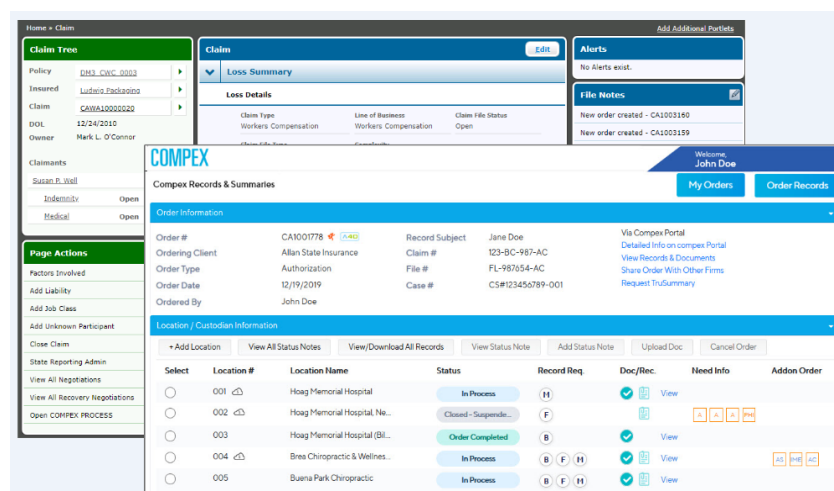 Home » Claim
Add Additional Portlets
Claim Tree
Policy DM3_CWC_0003
Insured Ludwig Packaging
Claim CAWA10000020
DOL 12/24/2010
Owner Mark L. O'Connor
Claimants
Susan P. Well
Indemnity Open
Medical Open
Page Actions
Factors Involved
Add Liability
Add Job Class
Add Unknown Participant
Close Claim
State Reporting Admin
View All Negotiations
View All Recovery Negotiations
Open COMPEX PROCESS
Claim
Edit
Loss Summary
Loss Details
Claim Type Line of Business Claim File Status
Workers Compensation Workers Compensation Open
Claim File Type Complexity
Alerts
No Alerts exist.
File Notes
New order created - CA1003160
New order created - CA1003159
COMPEX
Welcome,
John Doe
Compex Records & Summaries
My Orders
Order Records
Order Information
Order # CA1001778 Record Subject Jane Doe
Ordering Client Allan State Insurance Claim # 123-BC-987-AC
Order Type Authorization File # FL-987654-AC
Order Date 12/19/2019 Case # CS#123456789-001
Ordered By John Doe
Via Compex Portal
Detailed Info on compex Portal
View Records & Documents
Share Order With Other Firms
Request TruSummary
Location / Custodian Information
+ Add Location View All Status Notes View/Download All Records View Status Note Add Status Note Upload Doc Cancel Order
Select Location # Location Name Status Record Req. Doc/Rec. Need Info Addon Order
001 Hoag Memorial Hospital In Process M View
002 Hoag Memorial Hospital, Ne... Closed - Suspende... F A A A
003 Hoag Memorial Hospital (Bil... Order Completed B View
004 Brea Chiropractic & Wellnes... In Process B F M View AS AC
005 Buena Park Chiropractic In Process B F M View